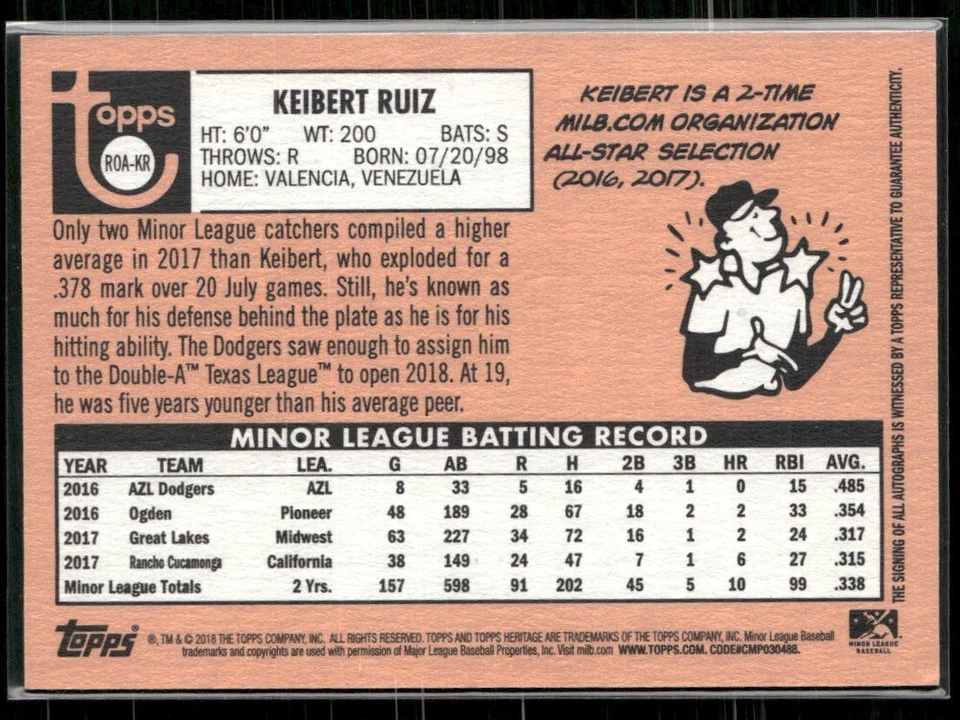 topps
ROA-KR
KEIBERT RUIZ
HT: 6'0" WT: 200 BATS: S
THROWS: R BORN: 07/20/98
HOME: VALENCIA, VENEZUELA
KEIBERT IS A 2-TIME
MILB.COM ORGANIZATION
ALL-STAR SELECTION
(2016, 2017).
Only two Minor League catchers compiled a higher
average in 2017 than Keibert, who exploded for a
.378 mark over 20 July games. Still, he's known as
much for his defense behind the plate as he is for his
hitting ability. The Dodgers saw enough to assign him
to the Double-A™ Texas League™ to open 2018. At 19,
he was five years younger than his average peer.
MINOR LEAGUE BATTING RECORD
YEAR TEAM LEA. G AB R H 2B 3B HR RBI AVG.
2016 AZL Dodgers AZL 8 33 5 16 4 1 0 15 .485
2016 Ogden Pioneer 48 189 28 67 18 2 2 33 .354
2017 Great Lakes Midwest 63 227 34 72 16 1 2 24 .317
2017 Rancho Cucamonga California 38 149 24 47 7 1 6 27 .315
Minor League Totals 2 Yrs. 157 598 91 202 45 5 10 99 .338
THE SIGNING OF ALL AUTOGRAPHS IS WITNESSED BY A TOPPS REPRESENTATIVE TO GUARANTEE AUTHENTICITY.
TOPPS® ®, TM & © 2018 THE TOPPS COMPANY, INC. ALL RIGHTS RESERVED. TOPPS AND TOPPS HERITAGE ARE TRADEMARKS OF THE TOPPS COMPANY, INC. Minor League Baseball
trademarks and copyrights are used with permission of Major League Baseball Properties, Inc. Visit milb.com WWW.TOPPS.COM. CODE#CMP030488.
MINOR LEAGUE
BASEBALL